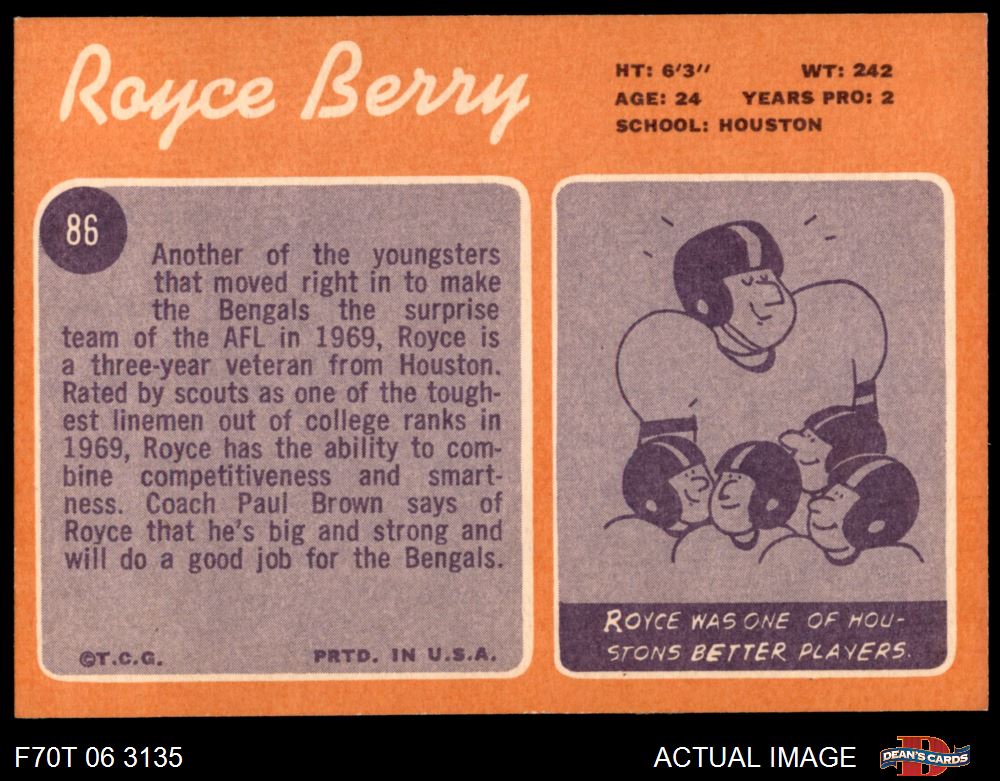 Royce Berry
HT: 6'3" WT: 242
AGE: 24 YEARS PRO: 2
SCHOOL: HOUSTON
86
Another of the youngsters
that moved right in to make
the Bengals the surprise
team of the AFL in 1969, Royce is
a three-year veteran from Houston.
Rated by scouts as one of the tough-
est linemen out of college ranks in
1969, Royce has the ability to com-
bine competitiveness and smart-
ness. Coach Paul Brown says of
Royce that he's big and strong and
will do a good job for the Bengals.
©T.C.G. PRTD. IN U.S.A.
ROYCE WAS ONE OF HOU-
STONS BETTER PLAYERS.
F70T 06 3135
ACTUAL IMAGE
DEAN'S CARDS